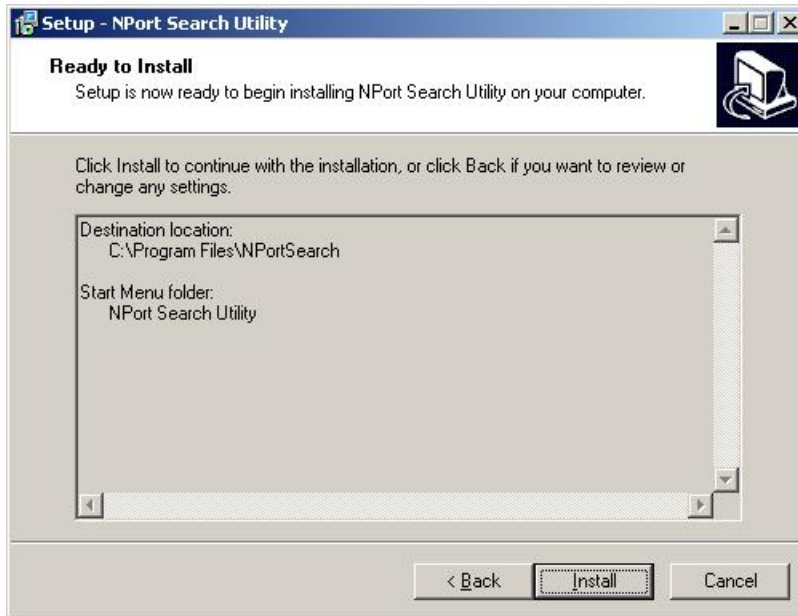 Setup - NPort Search Utility
Ready to Install
Setup is now ready to begin installing NPort Search Utility on your computer.
Click Install to continue with the installation, or click Back if you want to review or
change any settings.
Destination location:
C:\Program Files\NPortSearch
Start Menu folder:
NPort Search Utility
< Back
Install
Cancel